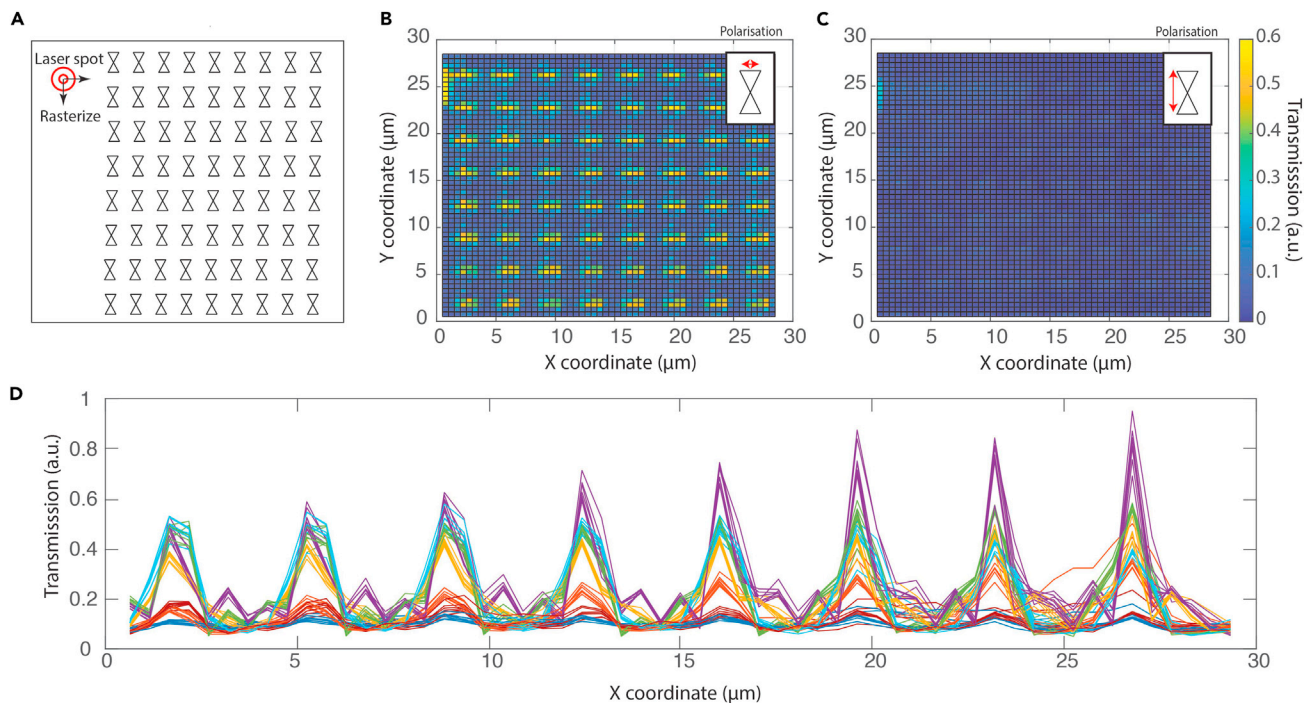 A
Laser spot
Rasterize
B
Polarisation
30
25
20
15
10
5
0
Y coordinate (µm)
0 5 10 15 20 25 30
X coordinate (µm)
C
Polarisation
30
25
20
15
10
5
0
Y coordinate (µm)
0 5 10 15 20 25 30
X coordinate (µm)
0.6
0.5
0.4
0.3
0.2
0.1
0
Transmisssion (a.u.)
D
1
0.8
0.6
0.4
0.2
0
Transmisssion (a.u.)
0 5 10 15 20 25 30
X coordinate (µm)